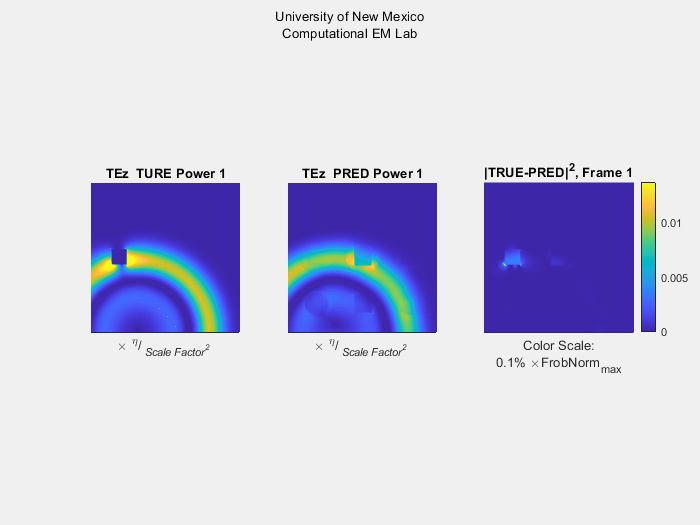 University of New Mexico
Computational EM Lab
TEz TURE Power 1
TEz PRED Power 1
|TRUE-PRED|², Frame 1
0.01
0.005
0
× η/ Scale Factor²
× η/ Scale Factor²
Color Scale:
0.1% ×FrobNorm_max